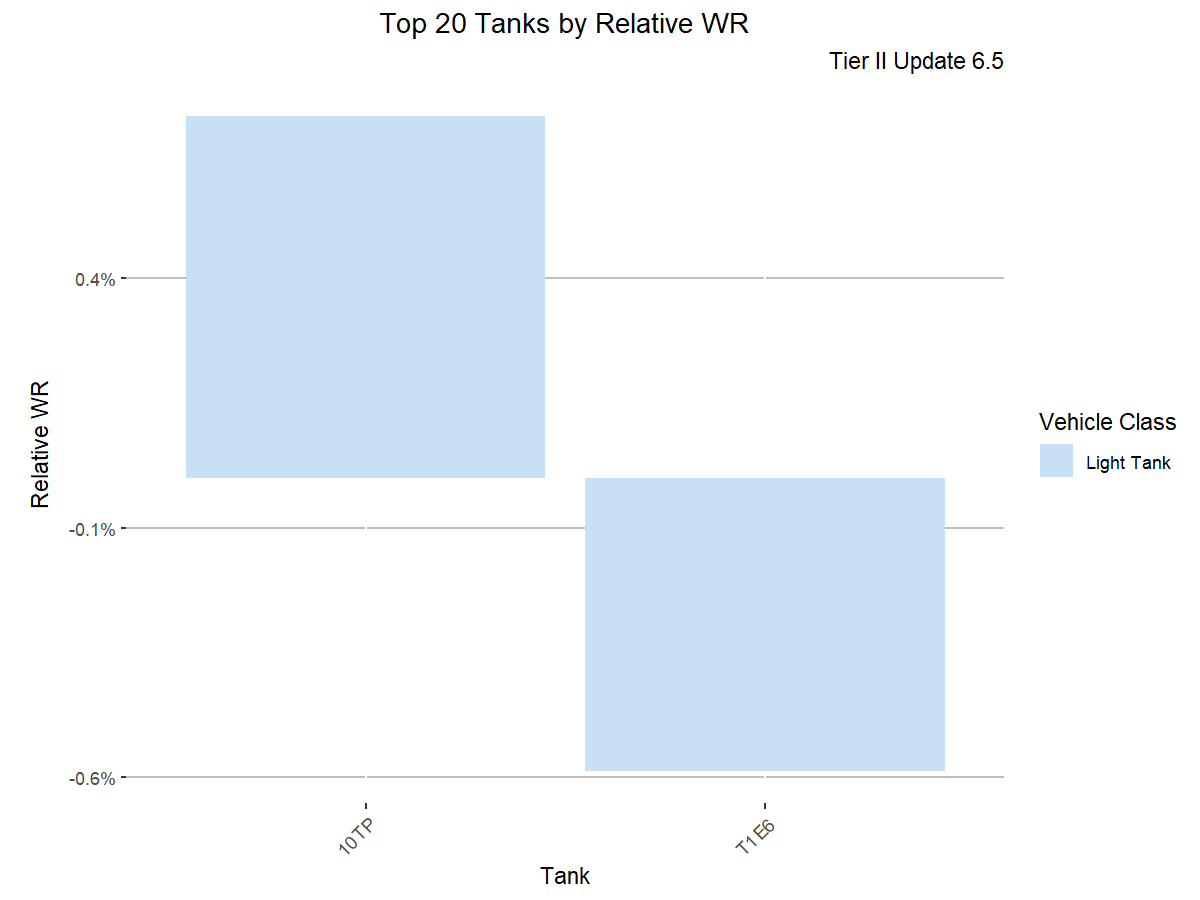 Top 20 Tanks by Relative WR
Tier II Update 6.5
0.4%
-0.1%
-0.6%
Relative WR
10TP
T1E6
Tank
Vehicle Class
Light Tank